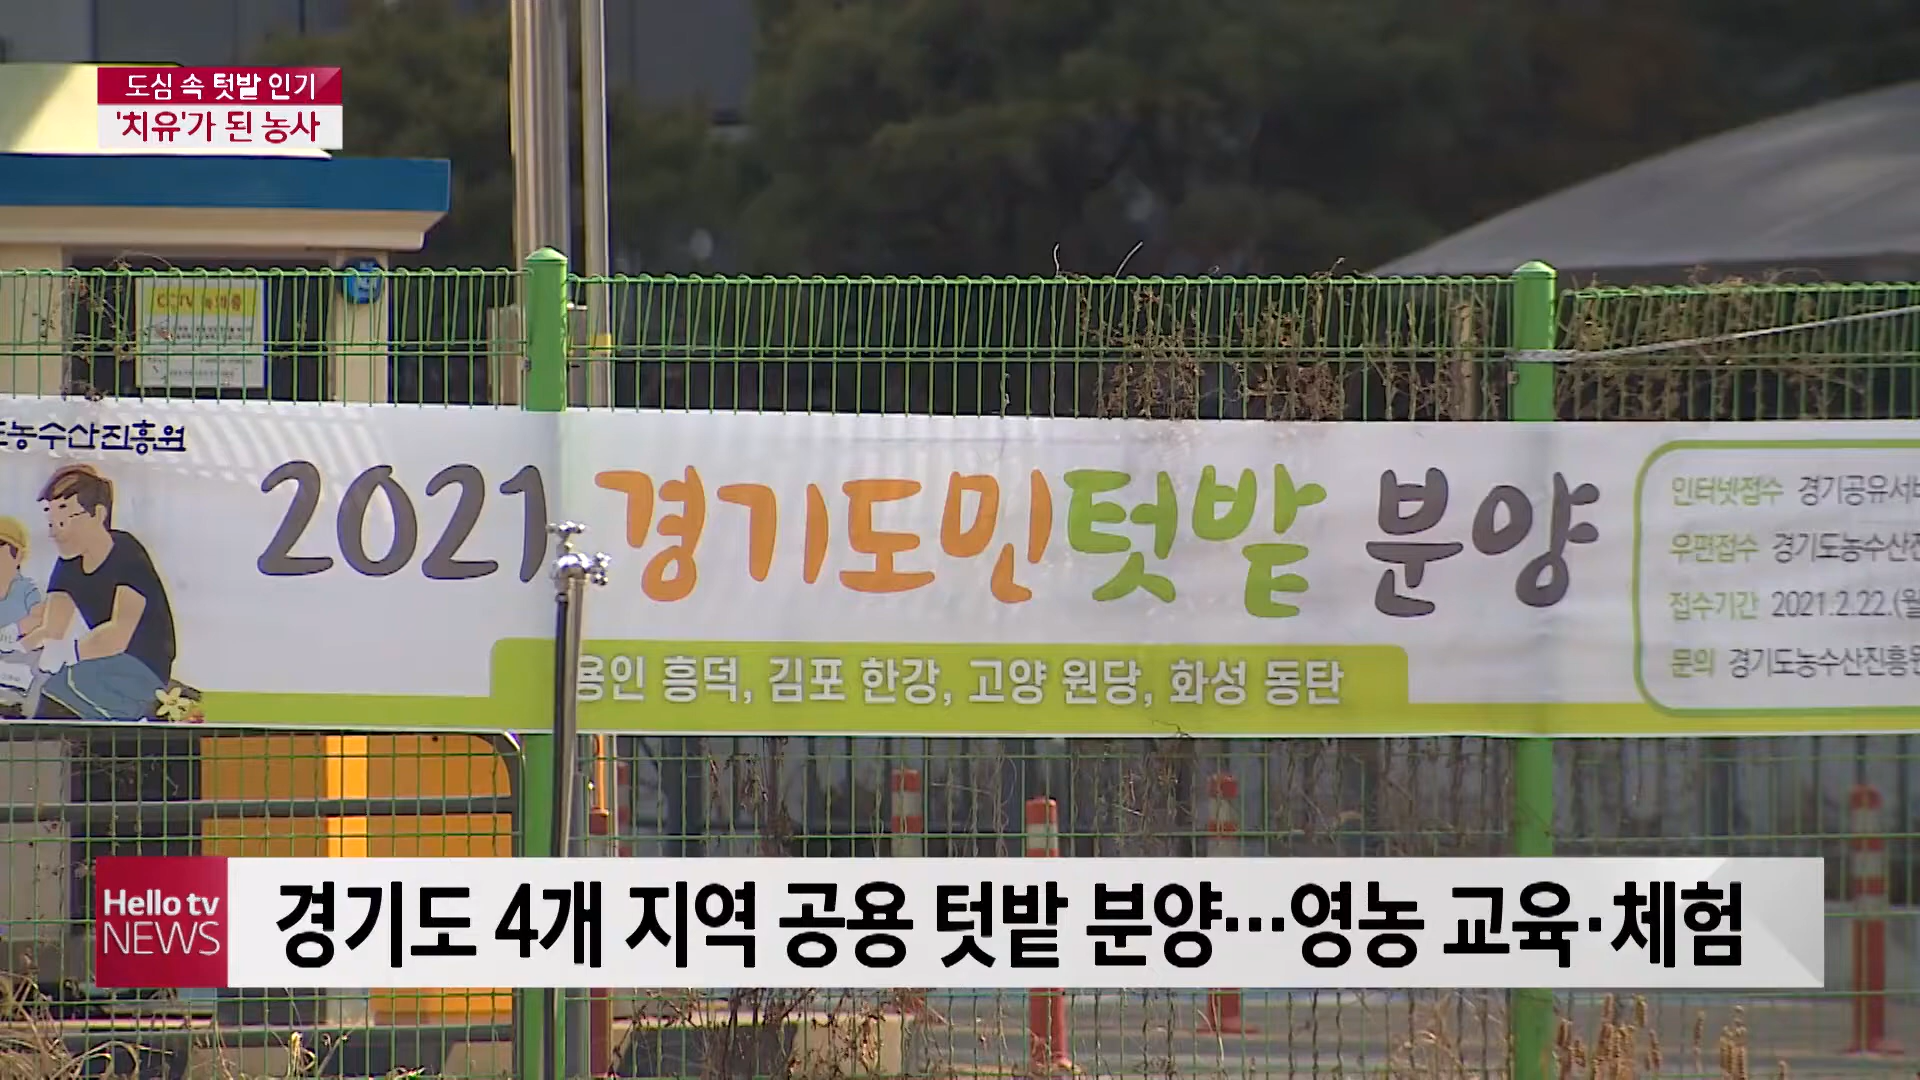 도심 속 텃밭 인기
'치유'가 된 농사
도농수산진흥원
2021 경기도민텃밭 분양
용인 흥덕, 김포 한강, 고양 원당, 화성 동탄
인터넷접수 경기공유서비
우편접수 경기도농수산진
접수기간 2021.2.22.(월
문의 경기도농수산진흥원
Hello tv
NEWS
경기도 4개 지역 공용 텃밭 분양…영농 교육·체험